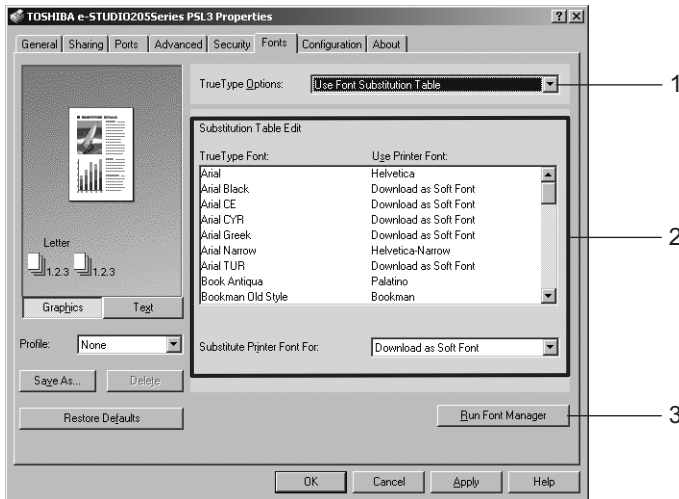 TOSHIBA e-STUDIO205Series PSL3 Properties
General Sharing Ports Advanced Security Fonts Configuration About
TrueType Options: Use Font Substitution Table 1
Substitution Table Edit
TrueType Font: Use Printer Font:
Arial Helvetica
Arial Black Download as Soft Font
Arial CE Download as Soft Font
Arial CYR Download as Soft Font
Arial Greek Download as Soft Font
Arial Narrow Helvetica-Narrow
Arial TUR Download as Soft Font
Book Antiqua Palatino
Bookman Old Style Bookman
2
Letter
1.2.3 1.2.3
Graphics Text
Profile: None
Substitute Printer Font For: Download as Soft Font
Save As... Delete
Restore Defaults
Run Font Manager 3
OK Cancel Apply Help